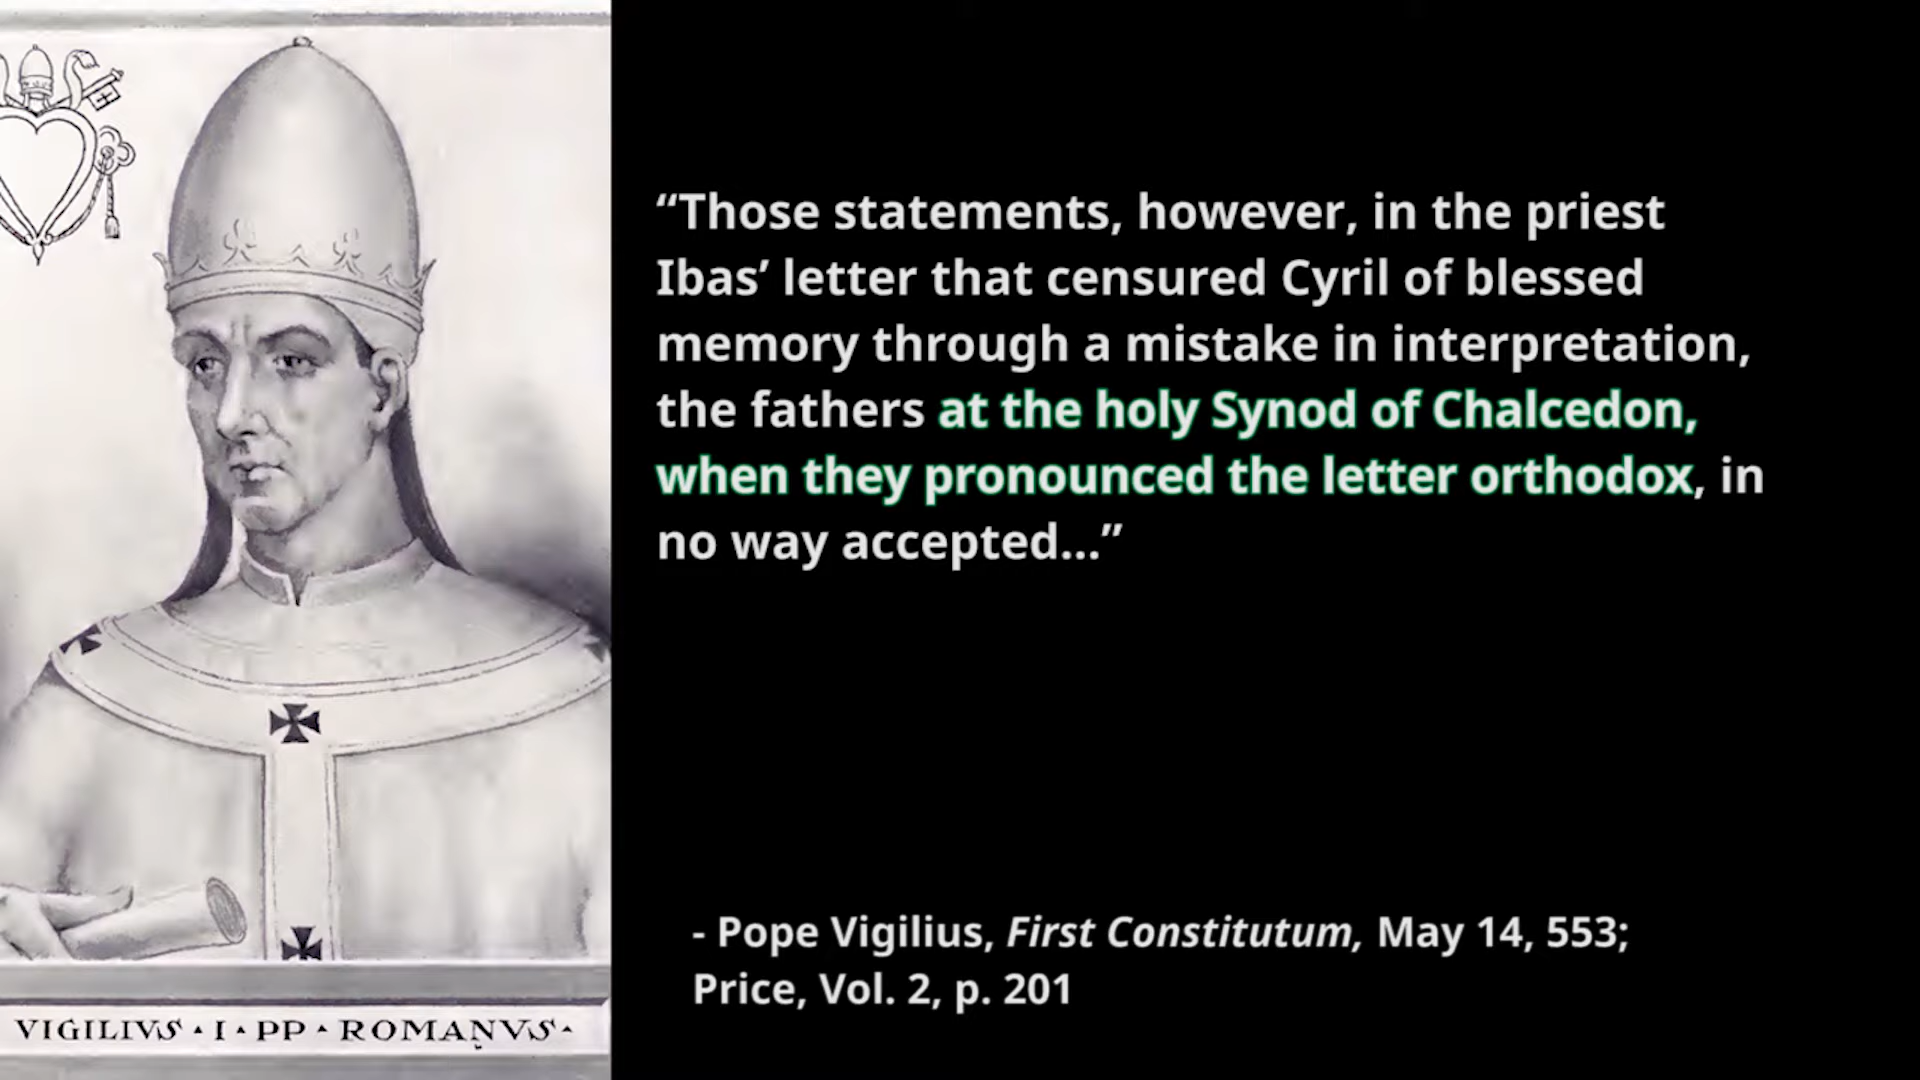 “Those statements, however, in the priest
Ibas’ letter that censured Cyril of blessed
memory through a mistake in interpretation,
the fathers at the holy Synod of Chalcedon,
when they pronounced the letter orthodox, in
no way accepted...”
- Pope Vigilius, First Constitutum, May 14, 553;
Price, Vol. 2, p. 201
VIGILIVS · I · PP · ROMANVS ·